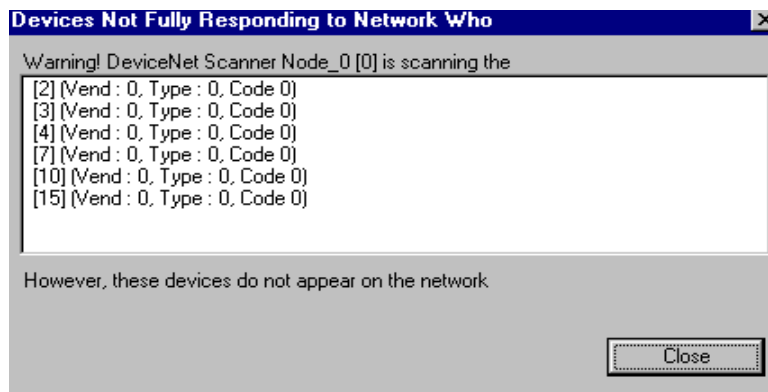 Devices Not Fully Responding to Network Who
Warning! DeviceNet Scanner Node_0 [0] is scanning the
[2] (Vend : 0, Type : 0, Code 0)
[3] (Vend : 0, Type : 0, Code 0)
[4] (Vend : 0, Type : 0, Code 0)
[7] (Vend : 0, Type : 0, Code 0)
[10] (Vend : 0, Type : 0, Code 0)
[15] (Vend : 0, Type : 0, Code 0)
However, these devices do not appear on the network
Close